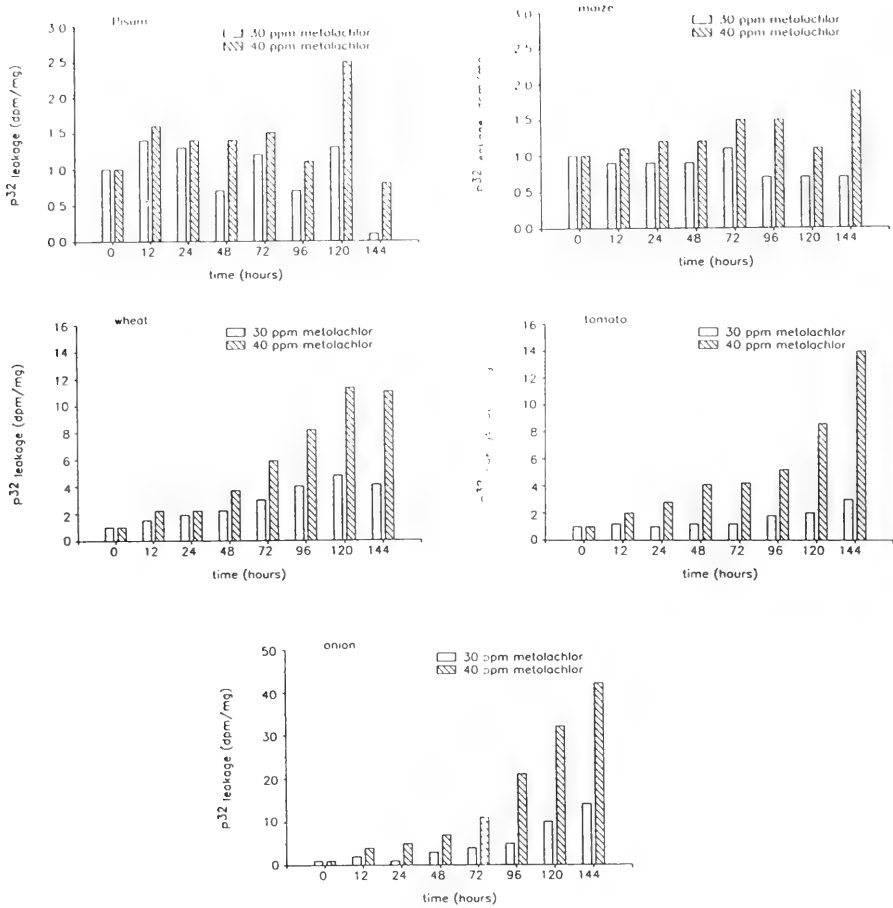 Pisum
30 ppm metolachlor
40 ppm metolachlor
p32 leakage (dpm/mg)
3.0
2.5
2.0
1.5
1.0
0.5
0.0
0 12 24 48 72 96 120 144
time (hours)
maize
30 ppm metolachlor
40 ppm metolachlor
3.0
2.5
2.0
1.5
1.0
0.5
0.0
0 12 24 48 72 96 120 144
time (hours)
wheat
30 ppm metolachlor
40 ppm metolachlor
p32 leakage (dpm/mg)
16
14
12
10
8
6
4
2
0
0 12 24 48 72 96 120 144
time (hours)
tomato
30 ppm metolachlor
40 ppm metolachlor
16
14
12
10
8
6
4
2
0
0 12 24 48 72 96 120 144
time (hours)
onion
30 ppm metolachlor
40 ppm metolachlor
p32 leakage (dpm/mg)
50
40
30
20
10
0
0 12 24 48 72 96 120 144
time (hours)